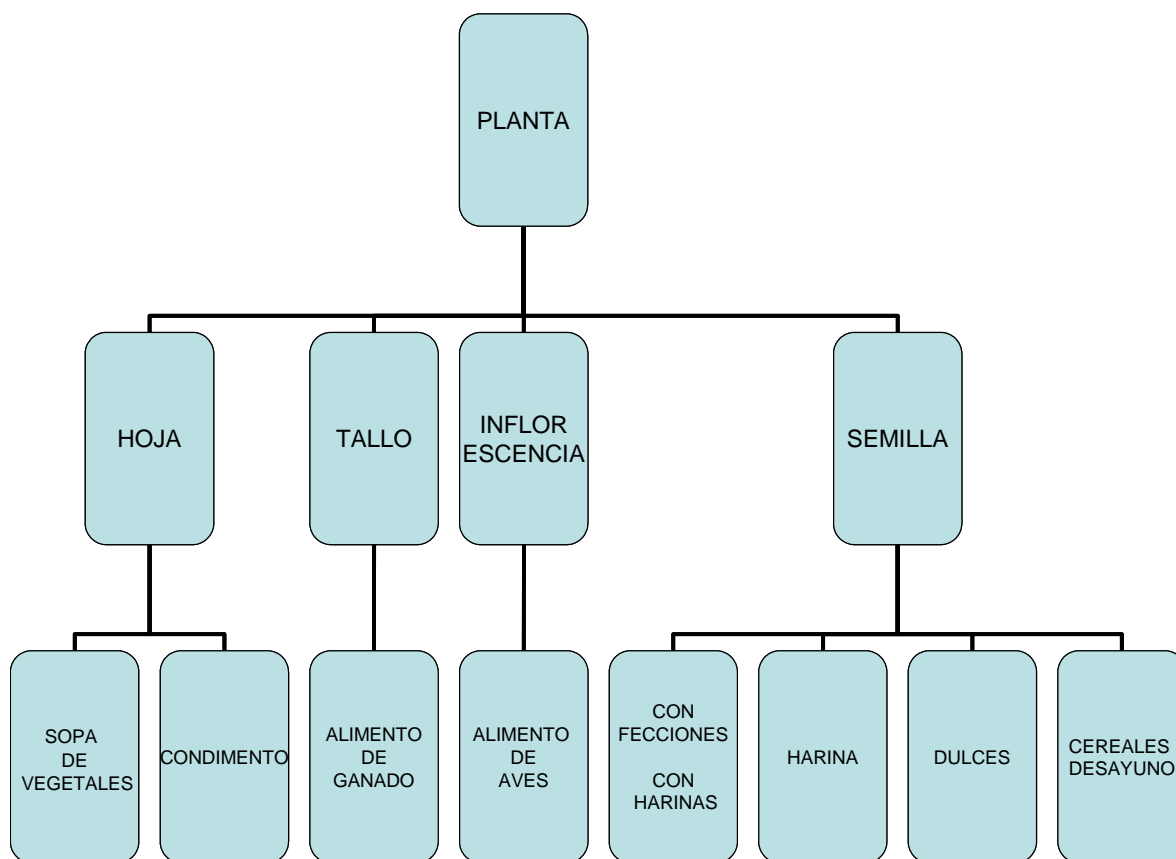 PLANTA
HOJA
TALLO
INFLOR
ESCENCIA
SEMILLA
SOPA
DE
VEGETALES
CONDIMENTO
ALIMENTO
DE
GANADO
ALIMENTO
DE
AVES
CON
FECCIONES
CON
HARINAS
HARINA
DULCES
CEREALES
DESAYUNO